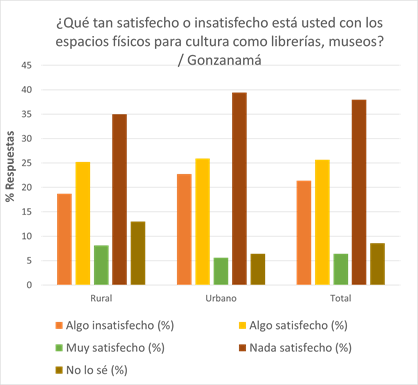 ¿Qué tan satisfecho o insatisfecho está usted con los
espacios físicos para cultura como librerías, museos?
/ Gonzanamá
45
40
35
30
25
20
15
10
5
0
% Respuestas
Rural Urbano Total
Algo insatisfecho (%) Algo satisfecho (%)
Muy satisfecho (%) Nada satisfecho (%)
No lo sé (%)